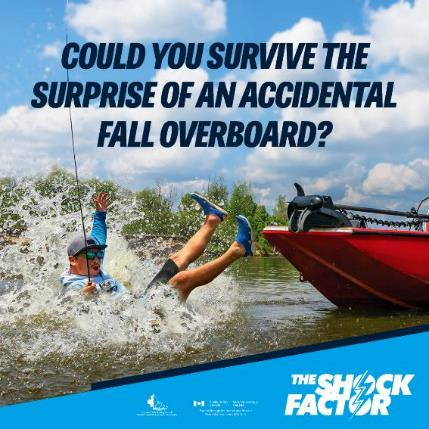 COULD YOU SURVIVE THE
SURPRISE OF AN ACCIDENTAL
FALL OVERBOARD?
THE SHOCK
FACTOR